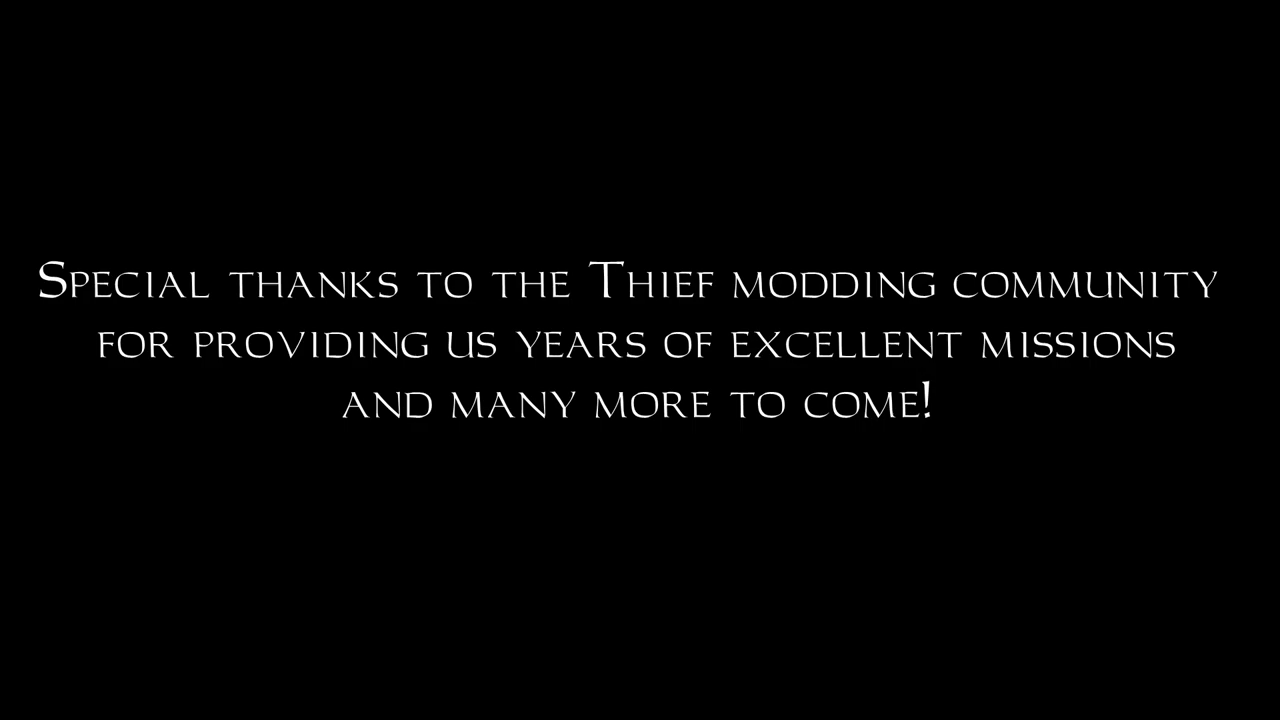 Special thanks to the Thief modding community
for providing us years of excellent missions
and many more to come!